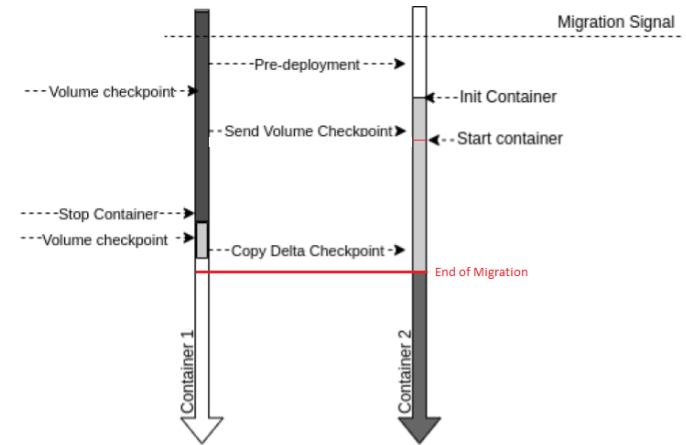 Migration Signal
Pre-deployment
Volume checkpoint
Init Container
Send Volume Checkpoint
Start container
Stop Container
Volume checkpoint
Copy Delta Checkpoint
End of Migration
Container 1
Container 2